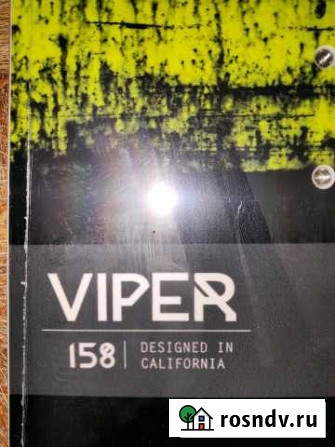 VIPER
158 | DESIGNED IN
CALIFORNIA
rosndv.ru